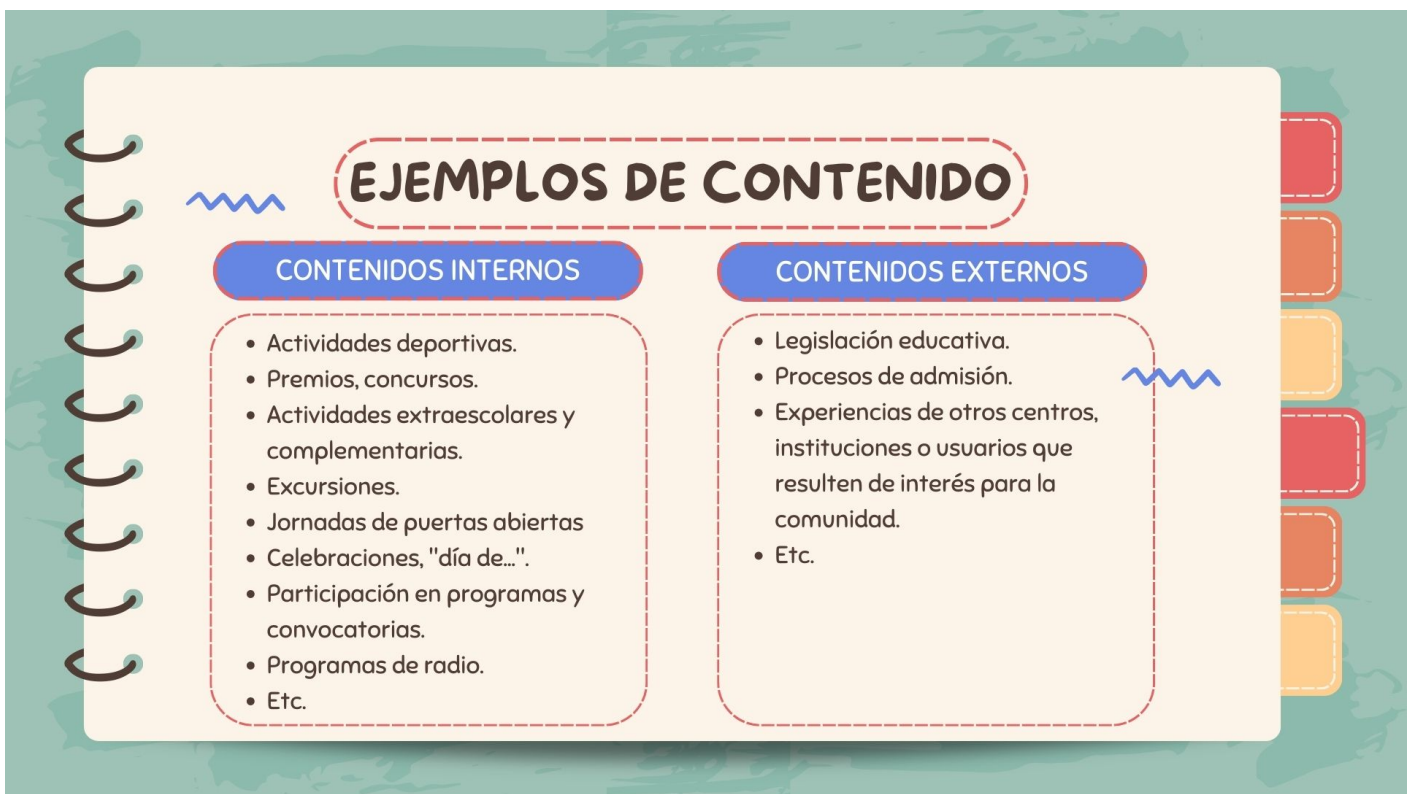 EJEMPLOS DE CONTENIDO
CONTENIDOS INTERNOS
• Actividades deportivas.
• Premios, concursos.
• Actividades extraescolares y
complementarias.
• Excursiones.
• Jornadas de puertas abiertas
• Celebraciones, "día de...".
• Participación en programas y
convocatorias.
• Programas de radio.
• Etc.
CONTENIDOS EXTERNOS
• Legislación educativa.
• Procesos de admisión.
• Experiencias de otros centros,
instituciones o usuarios que
resulten de interés para la
comunidad.
• Etc.